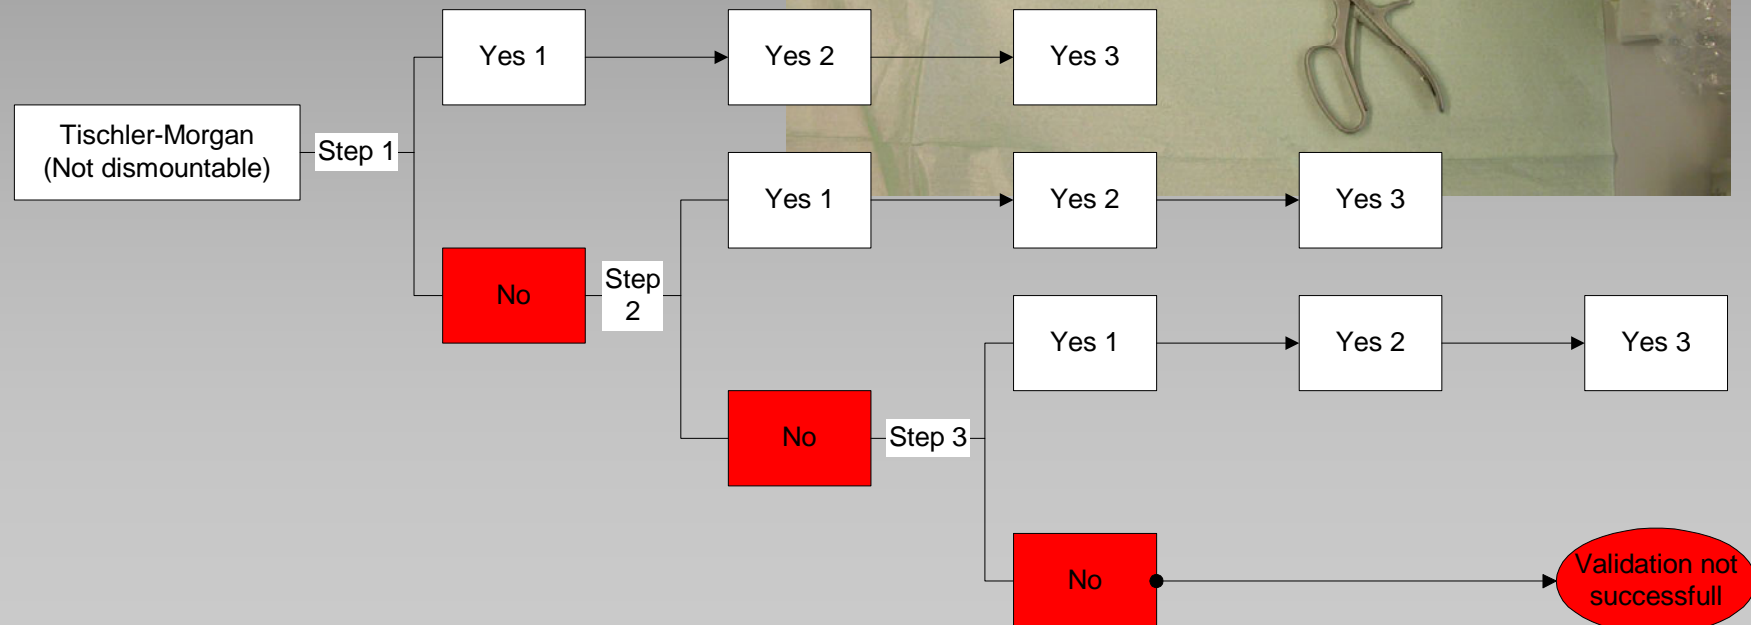 Yes 1
Yes 2
Yes 3
Tischler-Morgan
(Not dismountable)
Step 1
Yes 1
Yes 2
Yes 3
No
Step
2
Yes 1
Yes 2
Yes 3
No
Step 3
No
Validation not
successfull